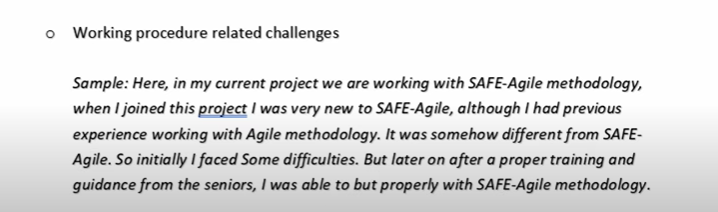 o Working procedure related challenges
Sample: Here, in my current project we are working with SAFE-Agile methodology,
when I joined this project I was very new to SAFE-Agile, although I had previous
experience working with Agile methodology. It was somehow different from SAFE-
Agile. So initially I faced Some difficulties. But later on after a proper training and
guidance from the seniors, I was able to but properly with SAFE-Agile methodology.